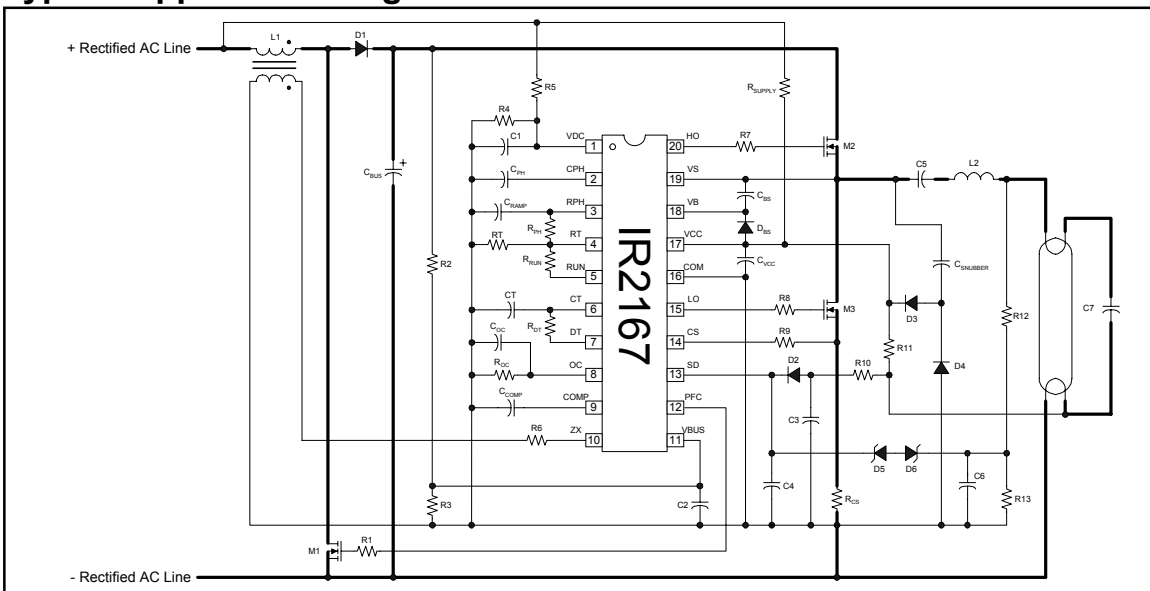 + Rectified AC Line
L1
D1
R5
R_SUPPLY
R4
C1
VDC
1
20
HO
R7
M2
C_BUS
+
C_PH
CPH
2
19
VS
C_BS
C5
L2
C_RAMP
RPH
3
18
VB
D_BS
R_PH
RT
RT
4
17
VCC
R_RUN
RUN
5
16
COM
C_VCC
C_SNUBBER
R2
IR2167
CT
CT
6
15
LO
R8
M3
D3
R12
C7
C_OC
R_DT
DT
7
14
CS
R9
R11
R_OC
OC
8
13
SD
D2
R10
D4
C_COMP
COMP
9
12
PFC
C3
R6
ZX
10
11
VBUS
D5
D6
R3
C2
C4
R_CS
C6
R13
M1
R1
- Rectified AC Line